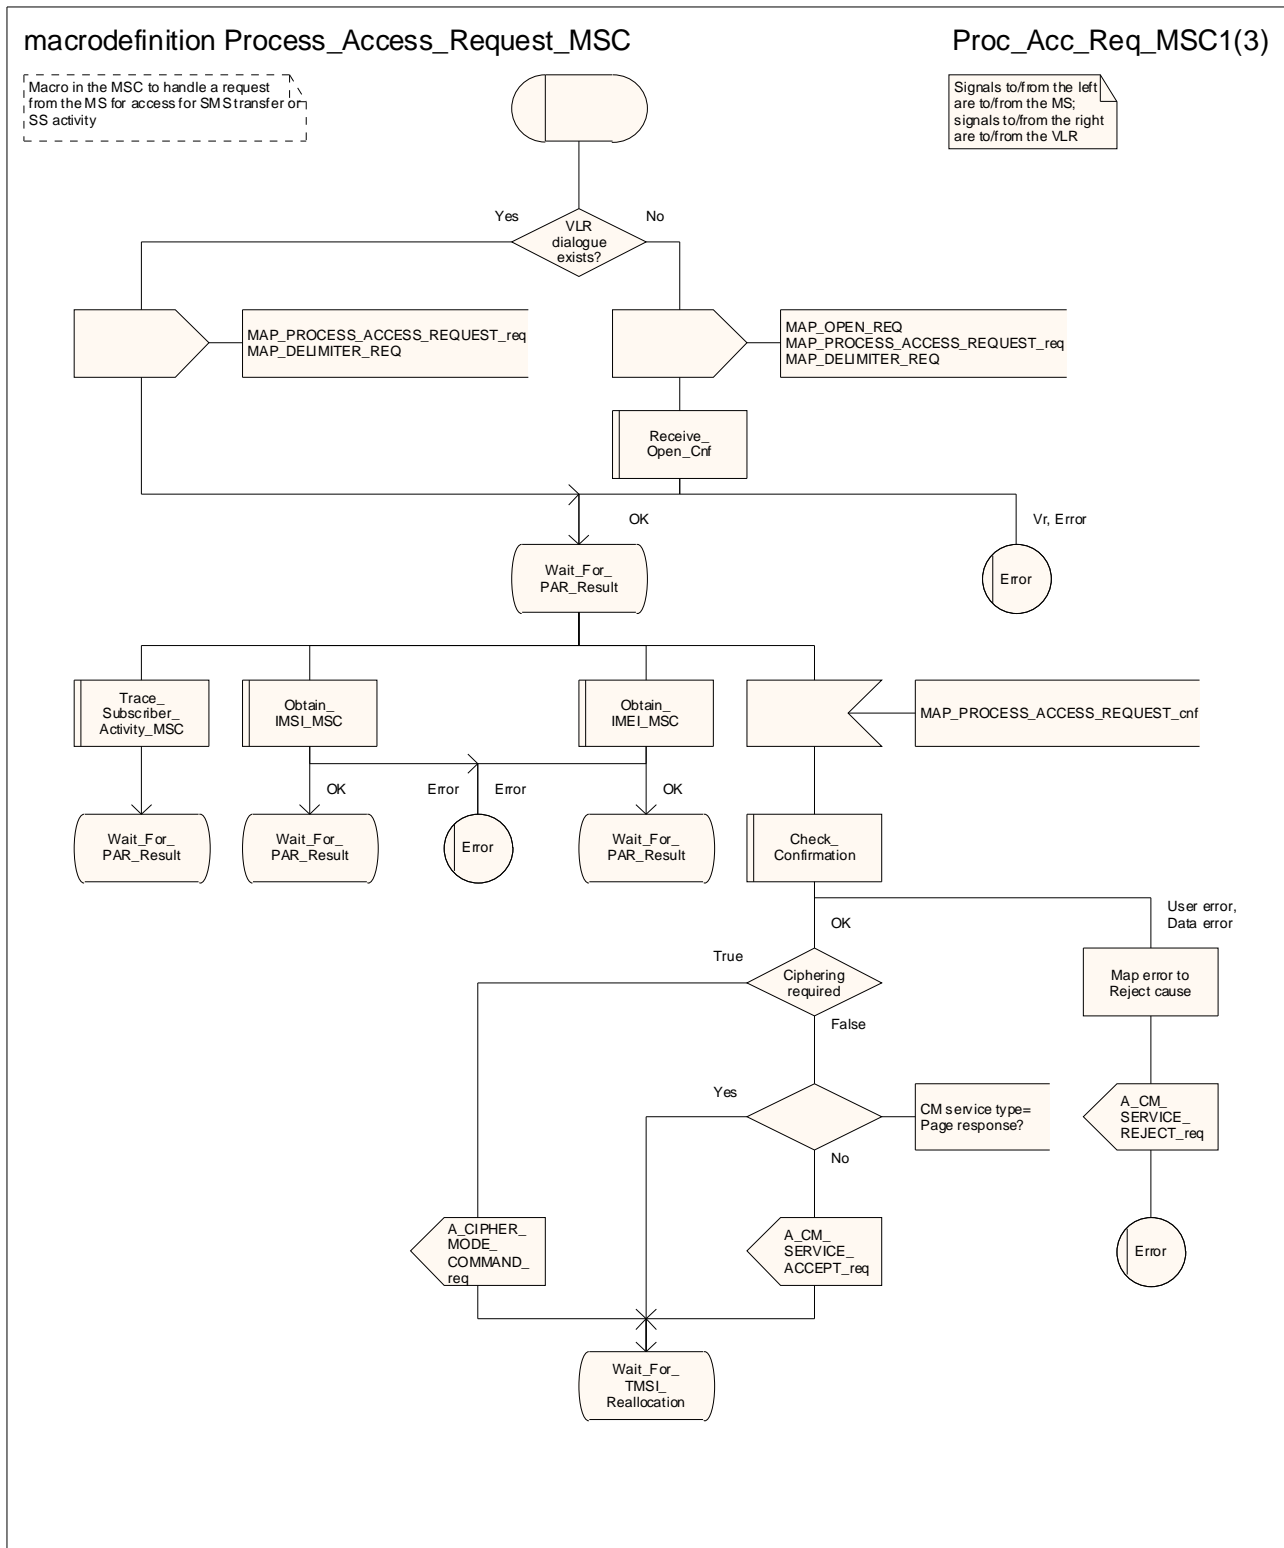 macrodefinition Process_Access_Request_MSC
Proc_Acc_Req_MSC1(3)
Macro in the MSC to handle a request
from the MS for access for SMS transfer or
SS activity
Signals to/from the left
are to/from the MS;
signals to/from the right
are to/from the VLR
Yes
No
VLR
dialogue
exists?
MAP_PROCESS_ACCESS_REQUEST_req
MAP_DELIMITER_REQ
MAP_OPEN_REQ
MAP_PROCESS_ACCESS_REQUEST_req
MAP_DELIMITER_REQ
Receive_
Open_Cnf
OK
Vr, Error
Wait_For_
PAR_Result
Error
Trace_
Subscriber_
Activity_MSC
Obtain_
IMSI_MSC
Obtain_
IMEI_MSC
MAP_PROCESS_ACCESS_REQUEST_cnf
OK
Error
Error
OK
Wait_For_
PAR_Result
Wait_For_
PAR_Result
Error
Wait_For_
PAR_Result
Check_
Confirmation
User error,
Data error
OK
True
Ciphering
required
Map error to
Reject cause
False
Yes
CM service type=
Page response?
A_CM_
SERVICE_
REJECT_req
No
A_CIPHER_
MODE_
COMMAND_
req
A_CM_
SERVICE_
ACCEPT_req
Error
Wait_For_
TMSI_
Reallocation